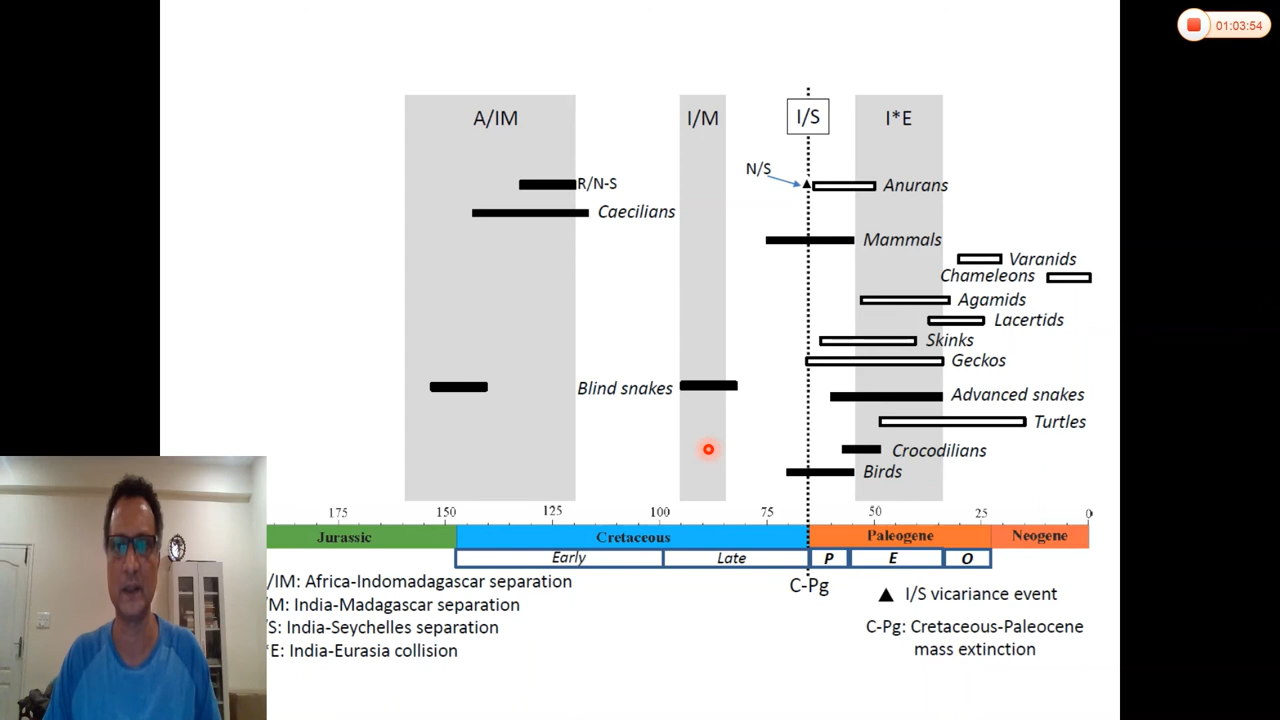 01:03:54
A/IM
I/M
I/S
I*E
N/S
R/N-S
Anurans
Caecilians
Mammals
Varanids
Chameleons
Agamids
Lacertids
Skinks
Geckos
Blind snakes
Advanced snakes
Turtles
Crocodilians
Birds
175 150 125 100 75 50 25 0
Jurassic Cretaceous Paleogene Neogene
Early Late P E O
C-Pg
/IM: Africa-Indomadagascar separation
/M: India-Madagascar separation
/S: India-Seychelles separation
*E: India-Eurasia collision
▲ I/S vicariance event
C-Pg: Cretaceous-Paleocene
mass extinction